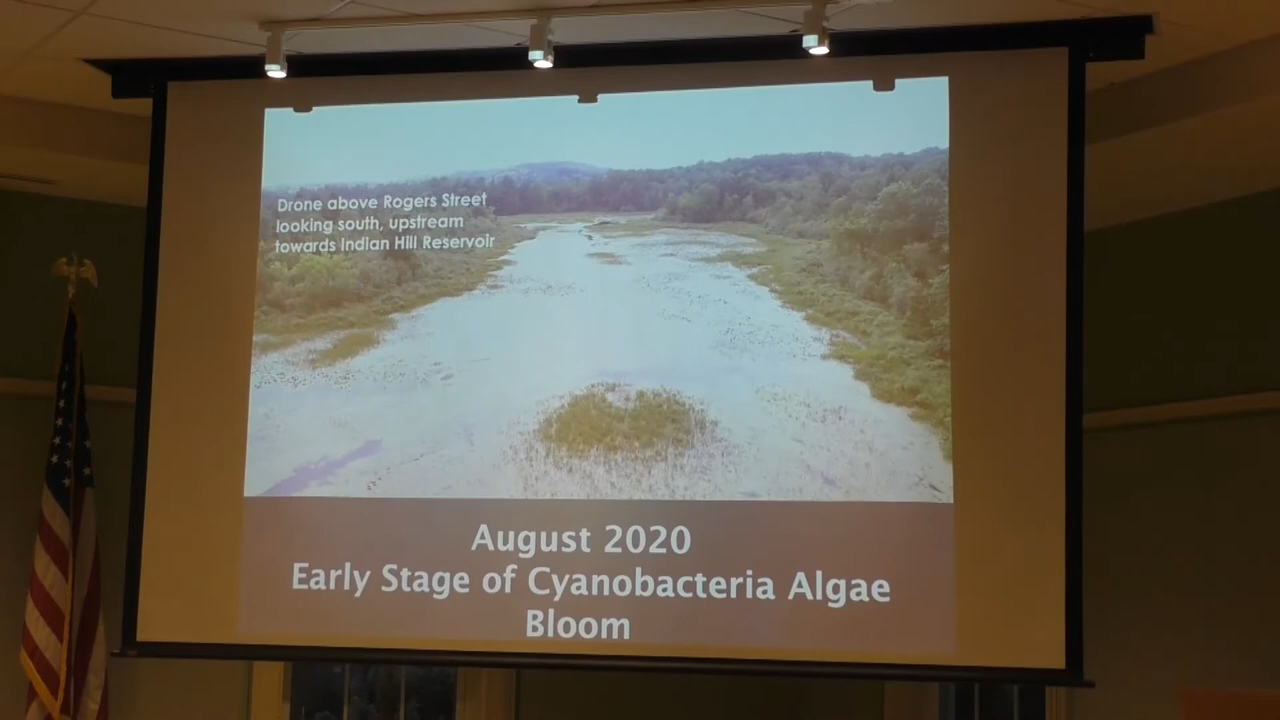 Drone above Rogers Street
looking south, upstream
towards Indian Hill Reservoir
August 2020
Early Stage of Cyanobacteria Algae
Bloom